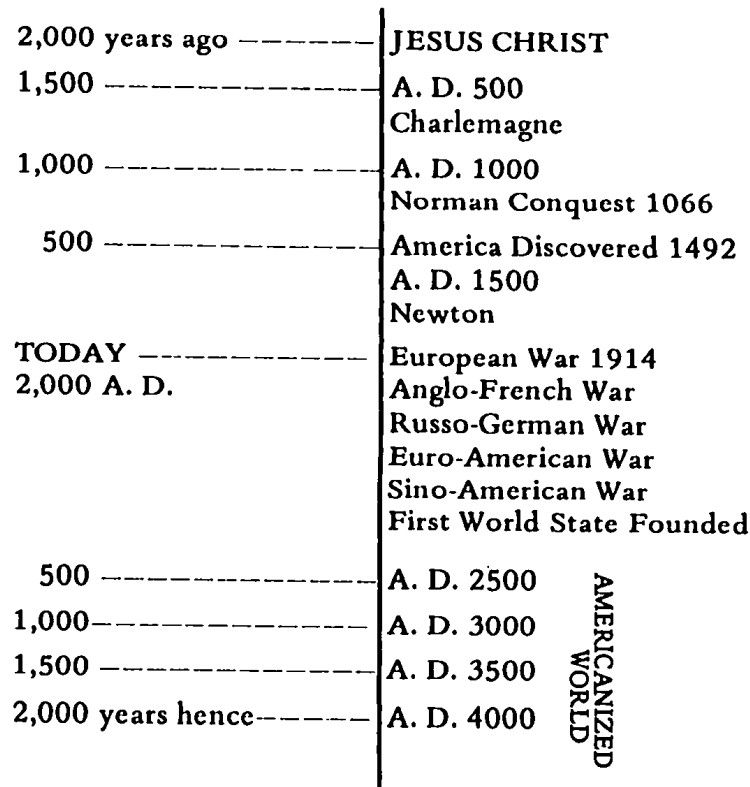 2,000 years ago JESUS CHRIST
1,500 A. D. 500
Charlemagne
1,000 A. D. 1000
Norman Conquest 1066
500 America Discovered 1492
A. D. 1500
Newton
TODAY European War 1914
2,000 A. D. Anglo-French War
Russo-German War
Euro-American War
Sino-American War
First World State Founded
500 A. D. 2500
1,000 A. D. 3000
1,500 A. D. 3500
2,000 years hence A. D. 4000
AMERICANIZED
WORLD